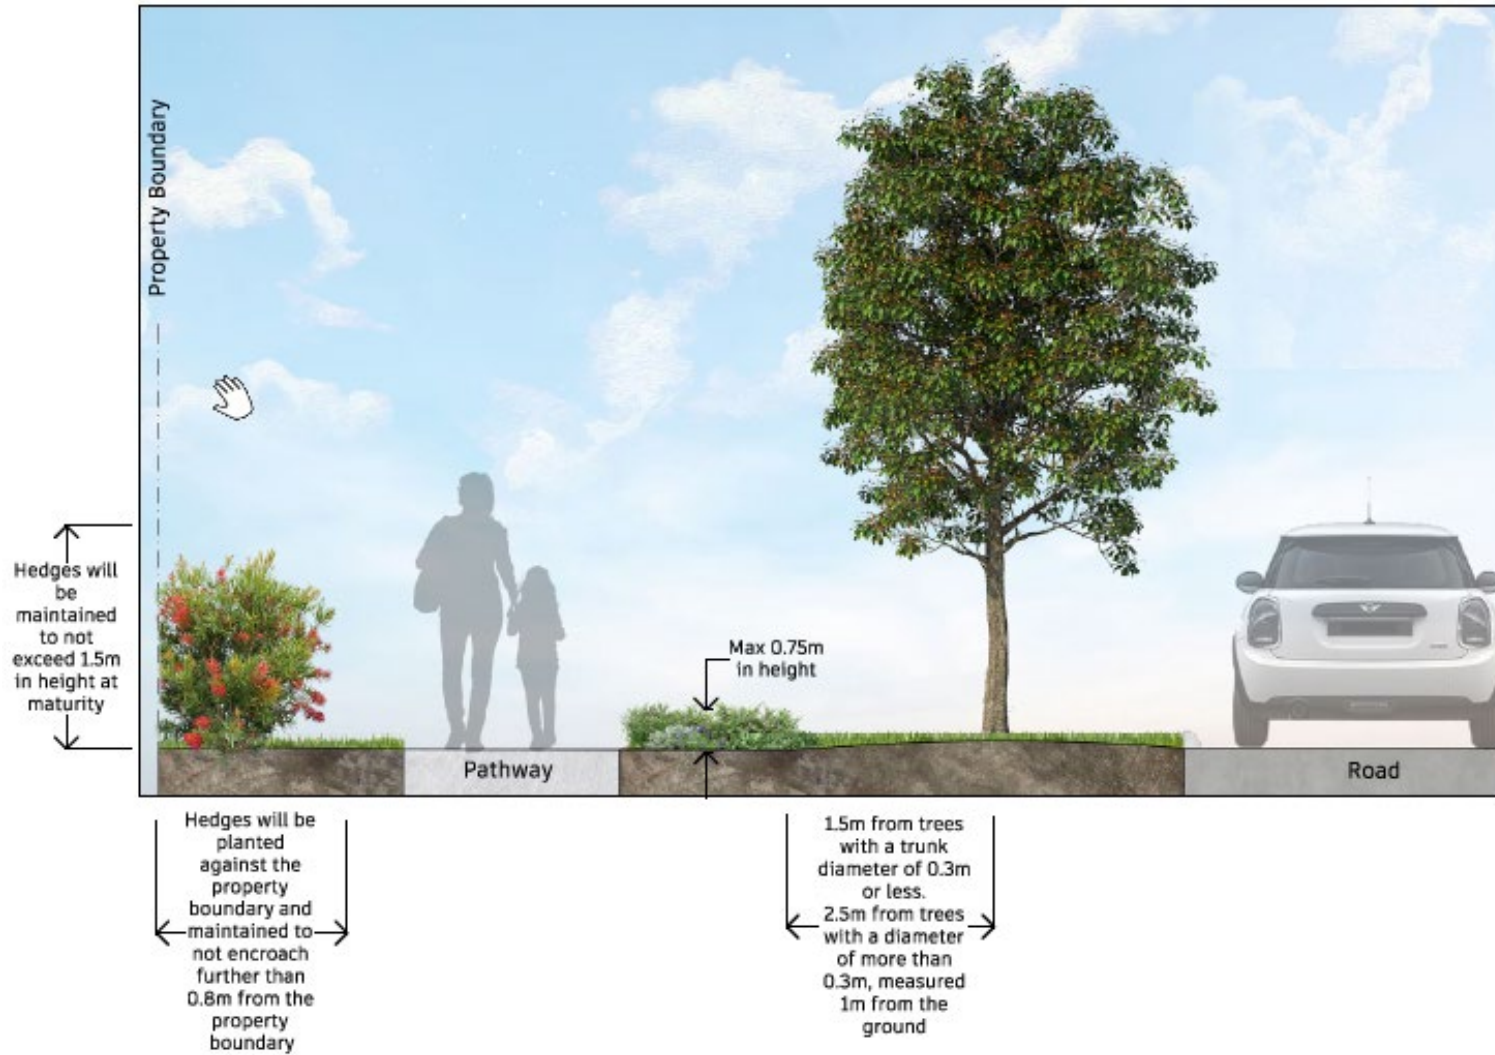 Property Boundary
Hedges will
be
maintained
to not
exceed 1.5m
in height at
maturity
Max 0.75m
in height
Pathway
Road
Hedges will be
planted
against the
property
boundary and
maintained to
not encroach
further than
0.8m from the
property
boundary
1.5m from trees
with a trunk
diameter of 0.3m
or less.
2.5m from trees
with a diameter
of more than
0.3m, measured
1m from the
ground